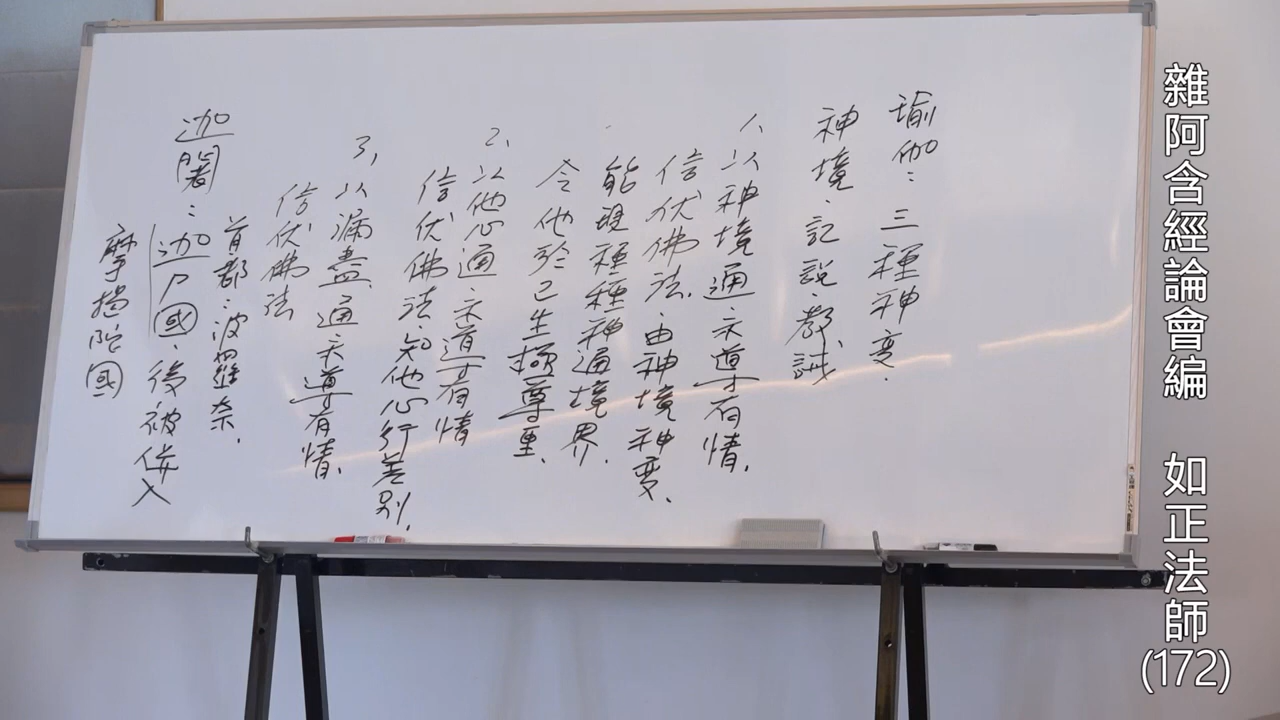 雜阿含經論會編　如正法師
(172)
瑜伽：三種神變.
神境、記說、教誡
1、以神境通、示導有情、
信伏佛法、由神境神變、
能現種種神通境界、
令他於己生極尊重、
2、以他心通、示導有情
信伏佛法、知他心行差別、
3、以漏盡通示導有情、
信伏佛法
迦闍：首都：波羅奈、
迦尸國、後被併入
摩揭陀國